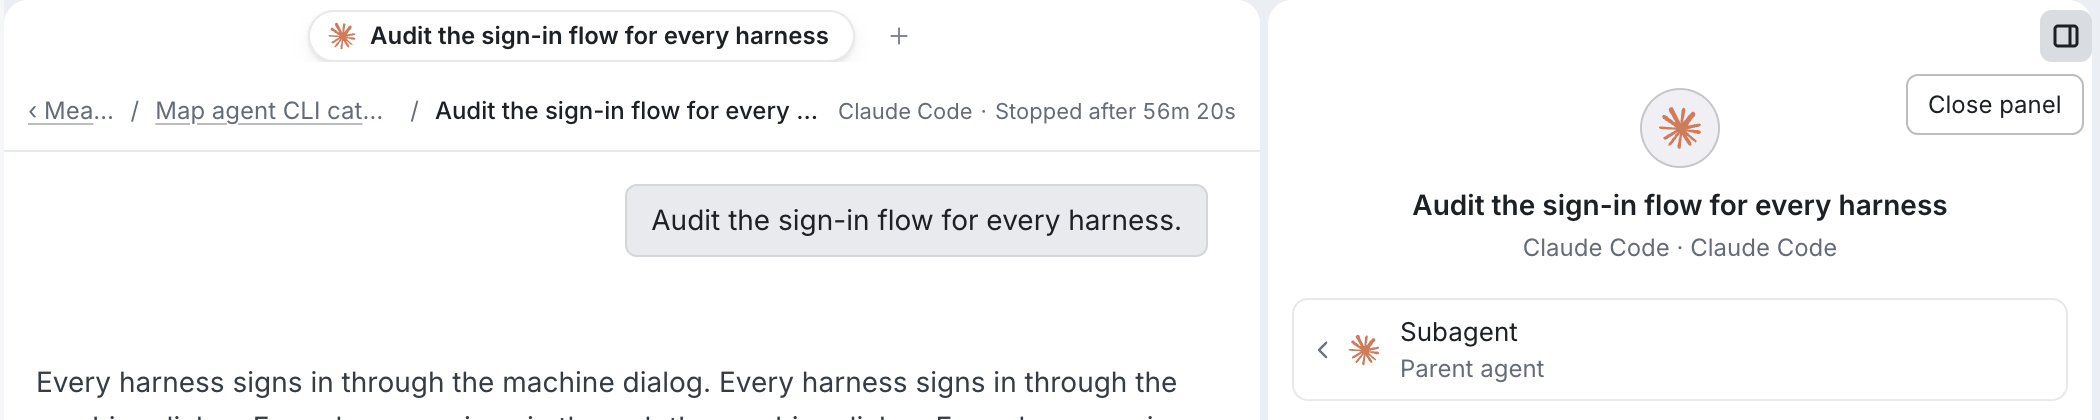 Audit the sign-in flow for every harness
‹ Mea... / Map agent CLI cat... / Audit the sign-in flow for every ... Claude Code · Stopped after 56m 20s
Audit the sign-in flow for every harness.
Every harness signs in through the machine dialog. Every harness signs in through the
Close panel
Audit the sign-in flow for every harness
Claude Code · Claude Code
Subagent
Parent agent